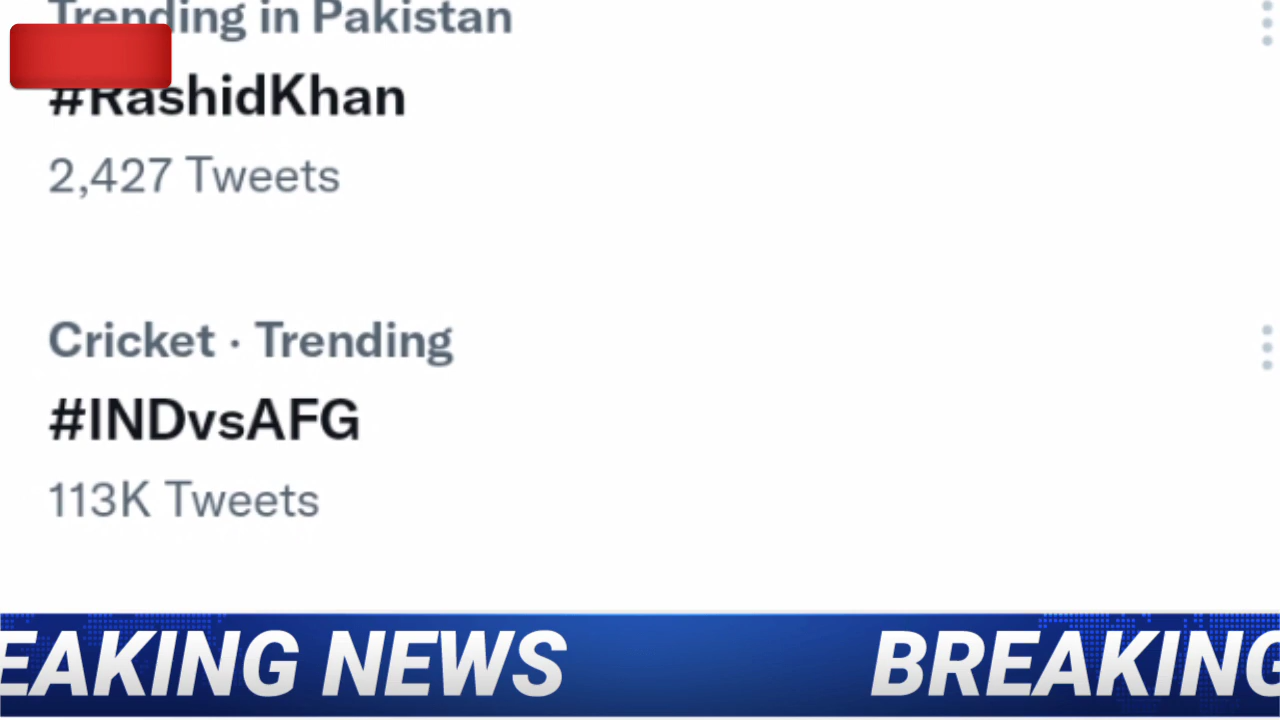 Trending in Pakistan
#RashidKhan
2,427 Tweets
Cricket · Trending
#INDvsAFG
113K Tweets
EAKING NEWS BREAKING